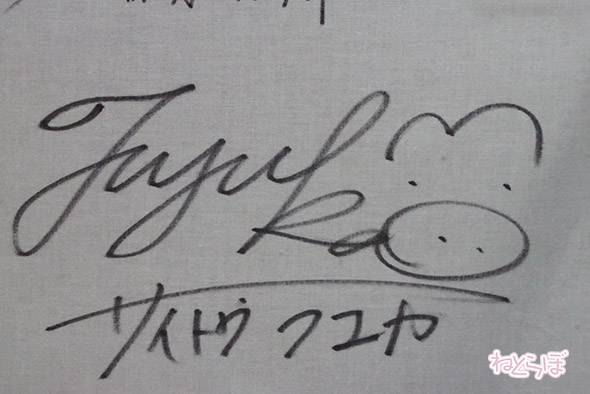 Fuyuka
サイトウ フユカ
ねとらぼ